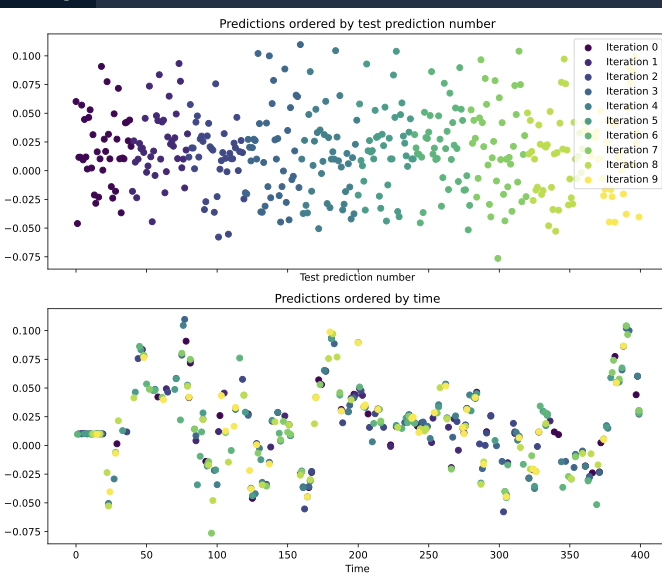 Predictions ordered by test prediction number
0.100
0.075
0.050
0.025
0.000
−0.025
−0.050
−0.075
Iteration 0
Iteration 1
Iteration 2
Iteration 3
Iteration 4
Iteration 5
Iteration 6
Iteration 7
Iteration 8
Iteration 9
Test prediction number
Predictions ordered by time
0.100
0.075
0.050
0.025
0.000
−0.025
−0.050
−0.075
0 50 100 150 200 250 300 350 400
Time